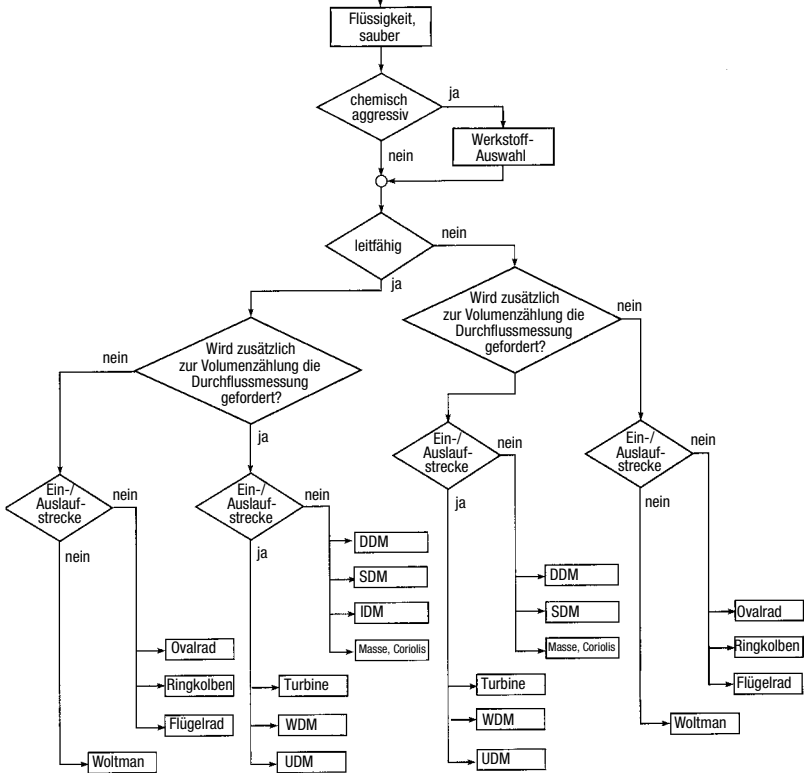 Flüssigkeit,
sauber
chemisch
aggressiv
ja
nein
Werkstoff-
Auswahl
leitfähig
nein
ja
Wird zusätzlich
zur Volumenzählung die
Durchflussmessung
gefordert?
nein
Wird zusätzlich
zur Volumenzählung die
Durchflussmessung
gefordert?
nein
ja
Ein-/
Auslauf-
strecke
nein
ja
Ein-/
Auslauf-
strecke
nein
nein
Ein-/
Auslauf-
strecke
nein
nein
Ein-/
Auslauf-
strecke
nein
ja
DDM
SDM
IDM
Masse, Coriolis
DDM
SDM
Masse, Coriolis
Ovalrad
Ringkolben
Flügelrad
Woltman
Ovalrad
Ringkolben
Flügelrad
Woltman
Turbine
WDM
UDM
Turbine
WDM
UDM